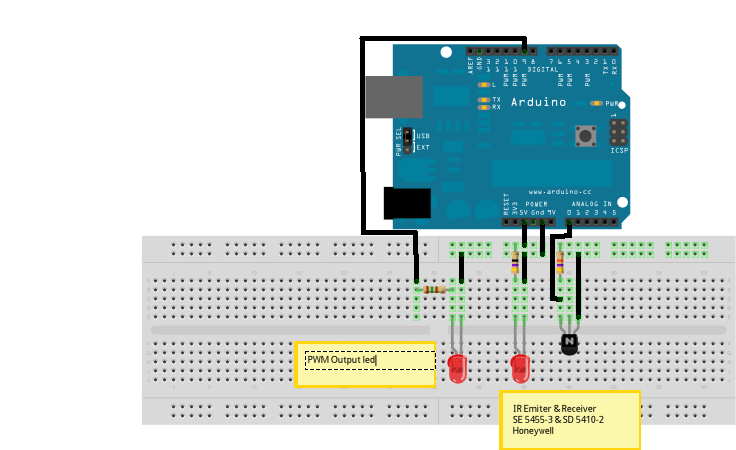 AREF
GND
13
12
11
10
9
8
7
6
5
4
3
2
1
0
PWM
PWM
PWM
PWM
PWM
PWM
TX
RX
DIGITAL
L
TX
RX
Arduino
PWR
1
PWR SEL
USB
EXT
ICSP
www.arduino.cc
RESET
3V3
POWER
5V Gnd 9V
ANALOG IN
0 1 2 3 4 5
N
PWM Output led
IR Emiter & Receiver
SE 5455-3 & SD 5410-2
Honeywell